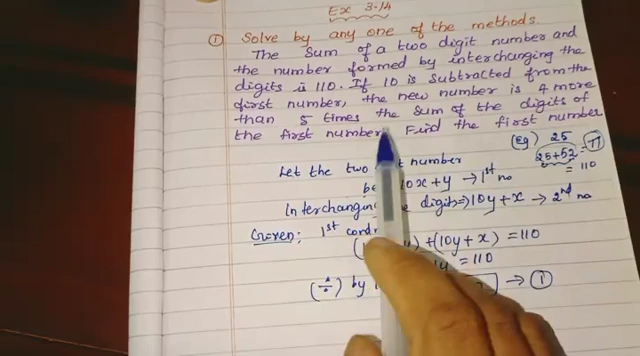 Ex 3.14
① Solve by any one of the methods
The sum of a two digit number and
the number formed by interchanging the
digits is 110. If 10 is subtracted from the
first number, the new number is 4 more
than 5 times the sum of the digits of
the first number. Find the first number
(eg) 25
Let the two number 25+52 = 77
be 10x+y → 1st no = 110
Interchanging digits ⇒ 10y+x → 2nd no
Given: 1st cond
+(10y+x) = 110
= 110
(÷) by → ①